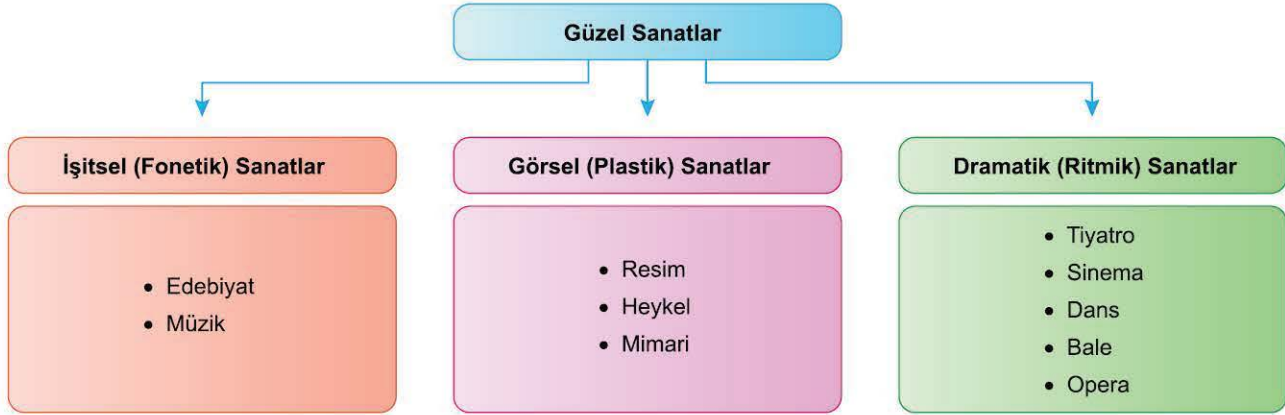 Güzel Sanatlar
İşitsel (Fonetik) Sanatlar
• Edebiyat
• Müzik
Görsel (Plastik) Sanatlar
• Resim
• Heykel
• Mimari
Dramatik (Ritmik) Sanatlar
• Tiyatro
• Sinema
• Dans
• Bale
• Opera